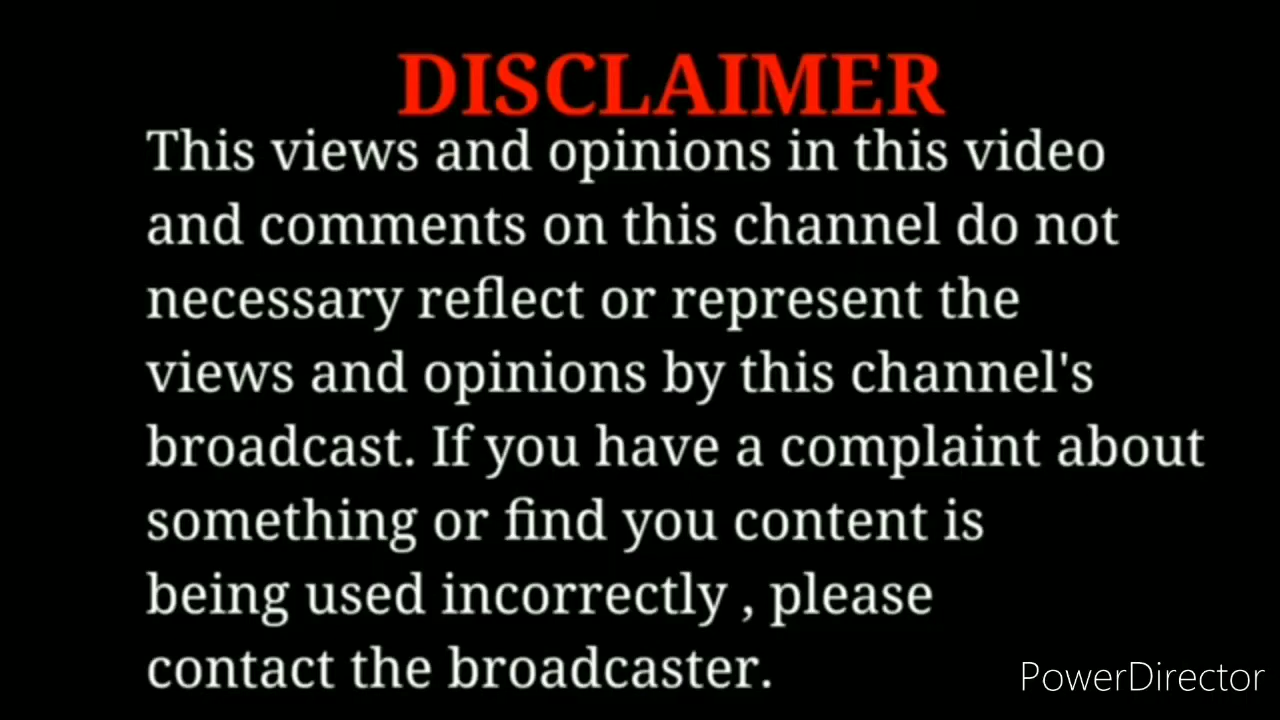 DISCLAIMER
This views and opinions in this video
and comments on this channel do not
necessary reflect or represent the
views and opinions by this channel's
broadcast. If you have a complaint about
something or find you content is
being used incorrectly , please
contact the broadcaster.
PowerDirector